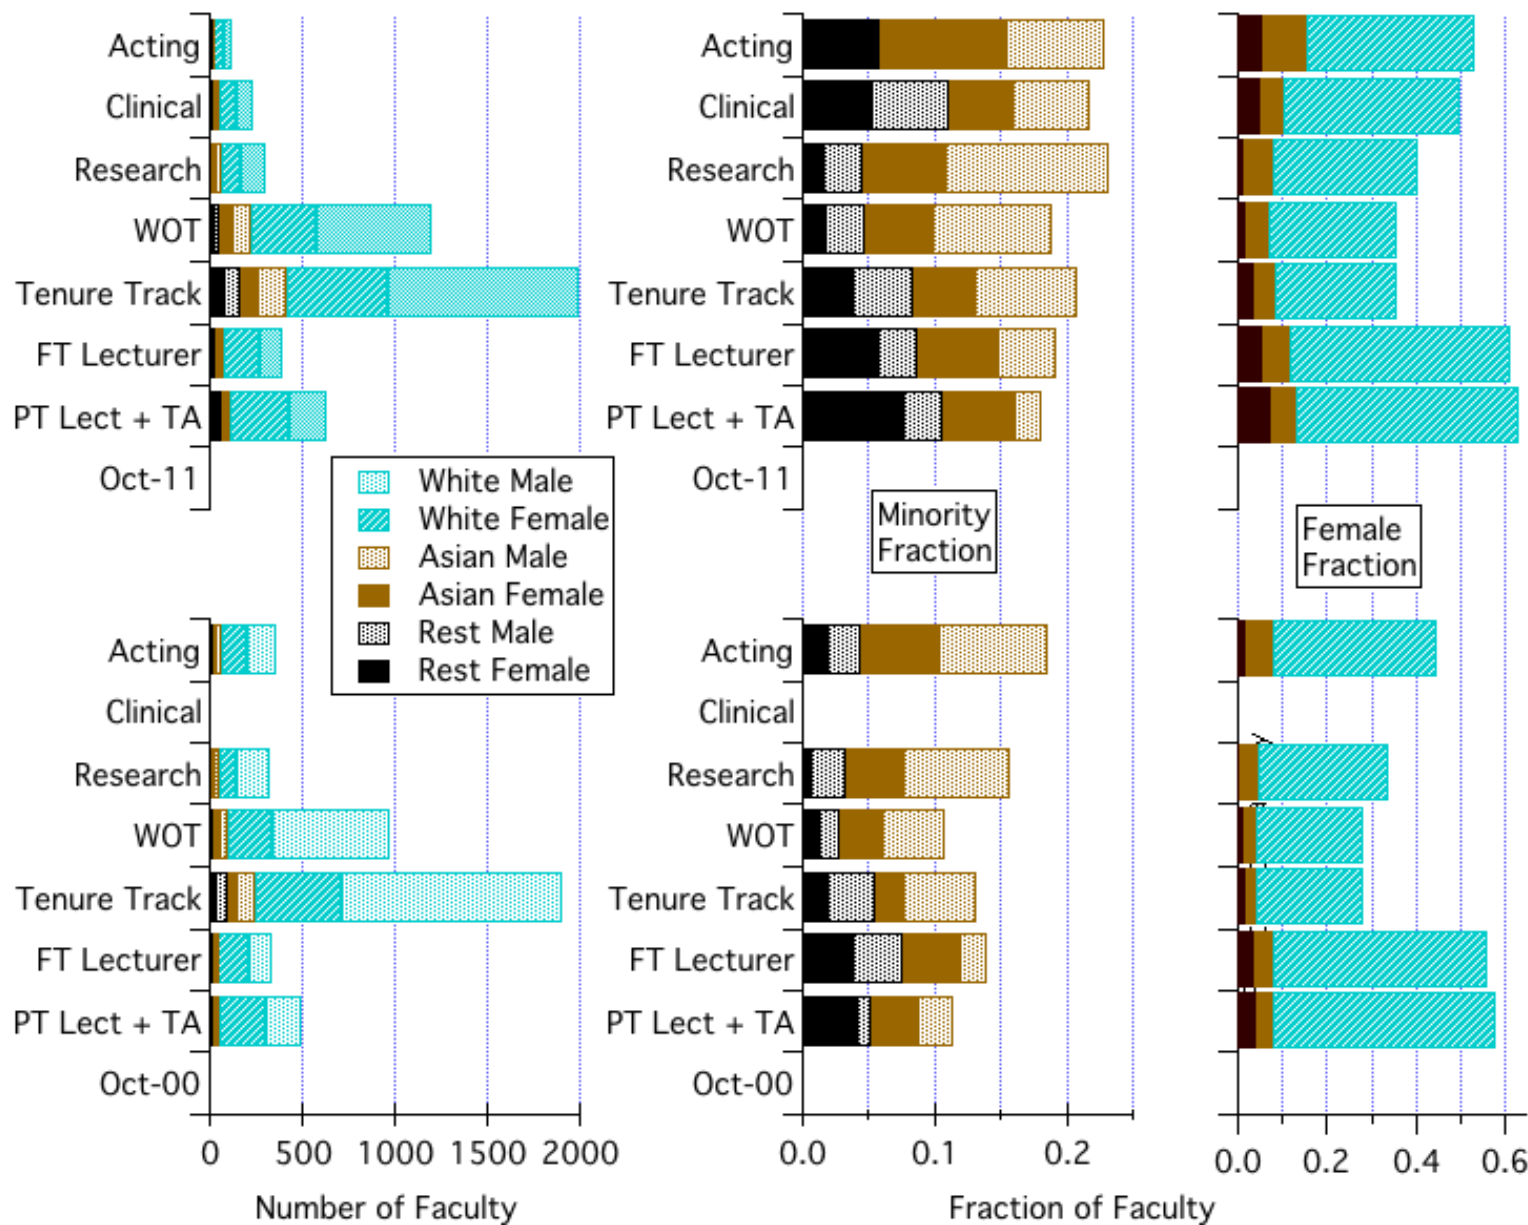 Acting
Clinical
Research
WOT
Tenure Track
FT Lecturer
PT Lect + TA
Oct-11
White Male
White Female
Asian Male
Asian Female
Rest Male
Rest Female
Acting
Clinical
Research
WOT
Tenure Track
FT Lecturer
PT Lect + TA
Oct-00
0 500 1000 1500 2000
Number of Faculty
Acting
Clinical
Research
WOT
Tenure Track
FT Lecturer
PT Lect + TA
Oct-11
Minority
Fraction
Acting
Clinical
Research
WOT
Tenure Track
FT Lecturer
PT Lect + TA
Oct-00
0.0 0.1 0.2
Female
Fraction
0.0 0.2 0.4 0.6
Fraction of Faculty